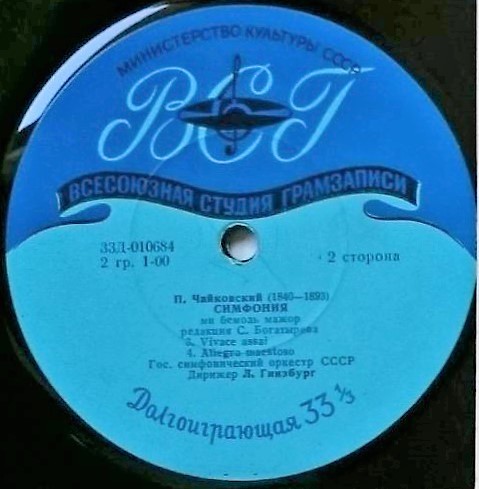 МИНИСТЕРСТВО КУЛЬТУРЫ СССР
ВСГ
ВСЕСОЮЗНАЯ СТУДИЯ ГРАМЗАПИСИ
33Д-010684
2 гр. 1-00
2 сторона
П. Чайковский (1840—1893)
СИМФОНИЯ
ми бемоль мажор
редакция С. Богатырева
3. Vivace assai
4. Allegro maestoso
Гос. симфонический оркестр СССР
Дирижер Л. Гинзбург
Долгоиграющая 33 1/3